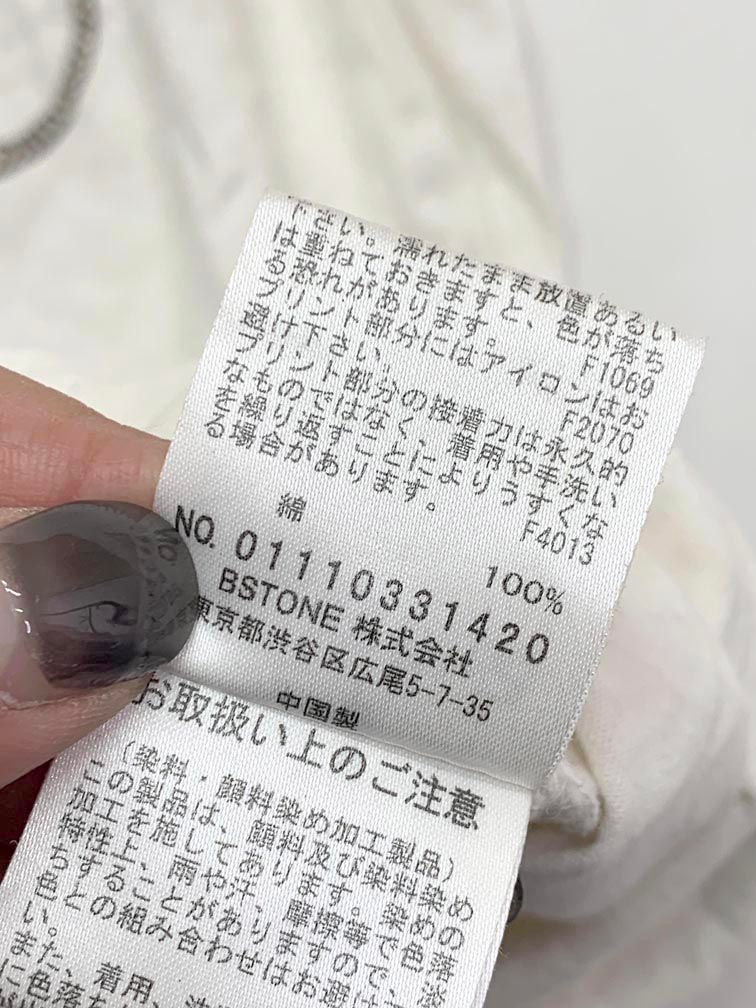 下さい。濡れたまま放置あるい
は重ねておきますと、色が落ち
る恐れがあります。 F1069
プリント部分にはアイロンはお
避け下さい。 F2070
プリント部分の接着力は永久的
なものではなく、着用や手洗い
を繰り返すことによりうすくな
る場合があります。 F4013
綿 100%
NO. 01110331420
BSTONE 株式会社
東京都渋谷区広尾5-7-35
中国製
お取扱い上のご注意
(染料・顔料染め加工製品)
この製品は、顔料及び染料染め
加工を施してあります。染めの
特性上、雨や汗、摩擦等で色落
ちすることがありますので、淡
色との組み合わせはお避け
い。
また、着用、
に色落